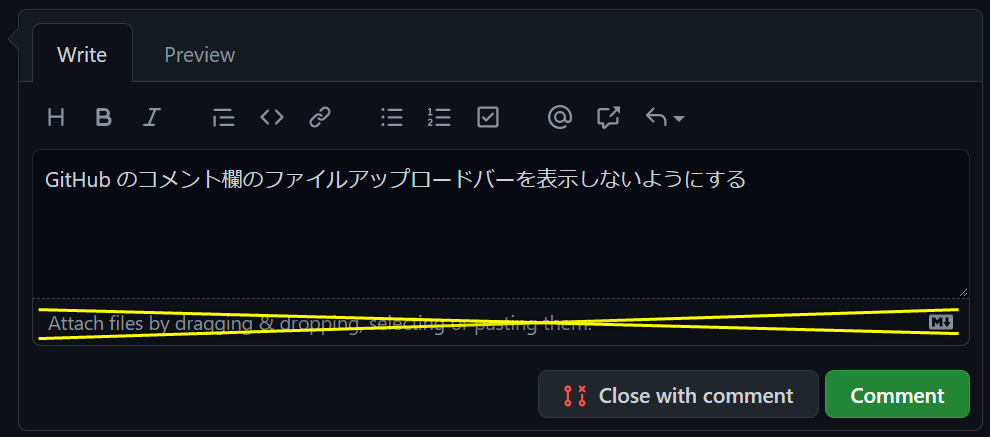 Write Preview
H B I
GitHub のコメント欄のファイルアップロードバーを表示しないようにする
Attach files by dragging & dropping, selecting or pasting them.
M
Close with comment Comment